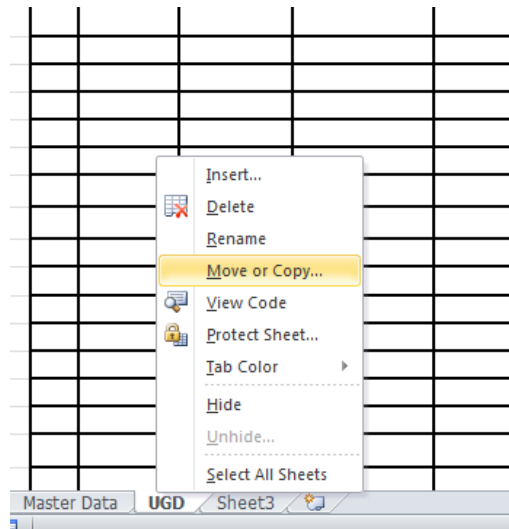 Insert...
Delete
Rename
Move or Copy...
View Code
Protect Sheet...
Tab Color
Hide
Unhide...
Select All Sheets
Master Data UGD Sheet3